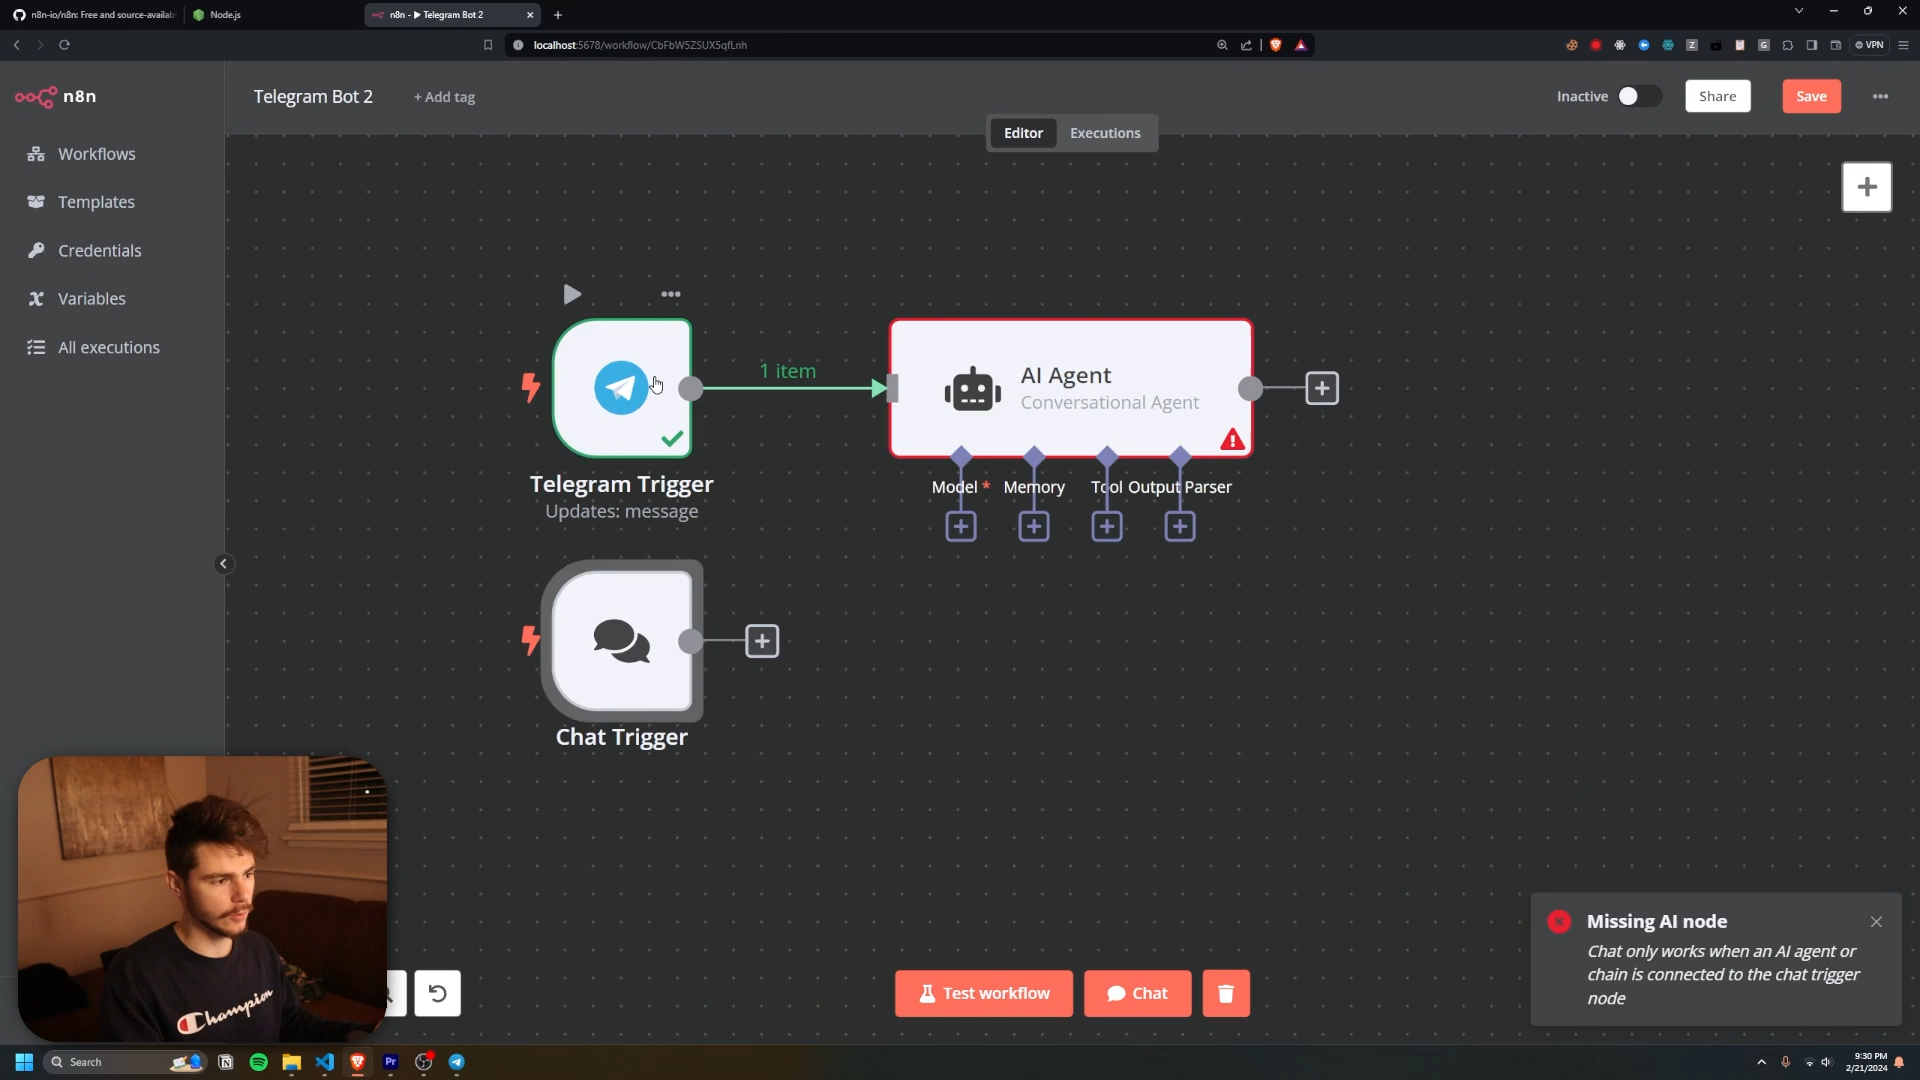 n8n-io/n8n: Free and source-availab
Node.js
n8n - ▶ Telegram Bot 2
localhost:5678/workflow/CbFbW5ZSUX5qfLnh
VPN
n8n
Telegram Bot 2
+ Add tag
Inactive
Share
Save
Editor
Executions
Workflows
Templates
Credentials
Variables
All executions
1 item
AI Agent
Conversational Agent
Model *
Memory
Tool
Output Parser
Telegram Trigger
Updates: message
Chat Trigger
Missing AI node
Chat only works when an AI agent or
chain is connected to the chat trigger
node
Test workflow
Chat
Champion
Search
Pr
9:30 PM
2/21/2024